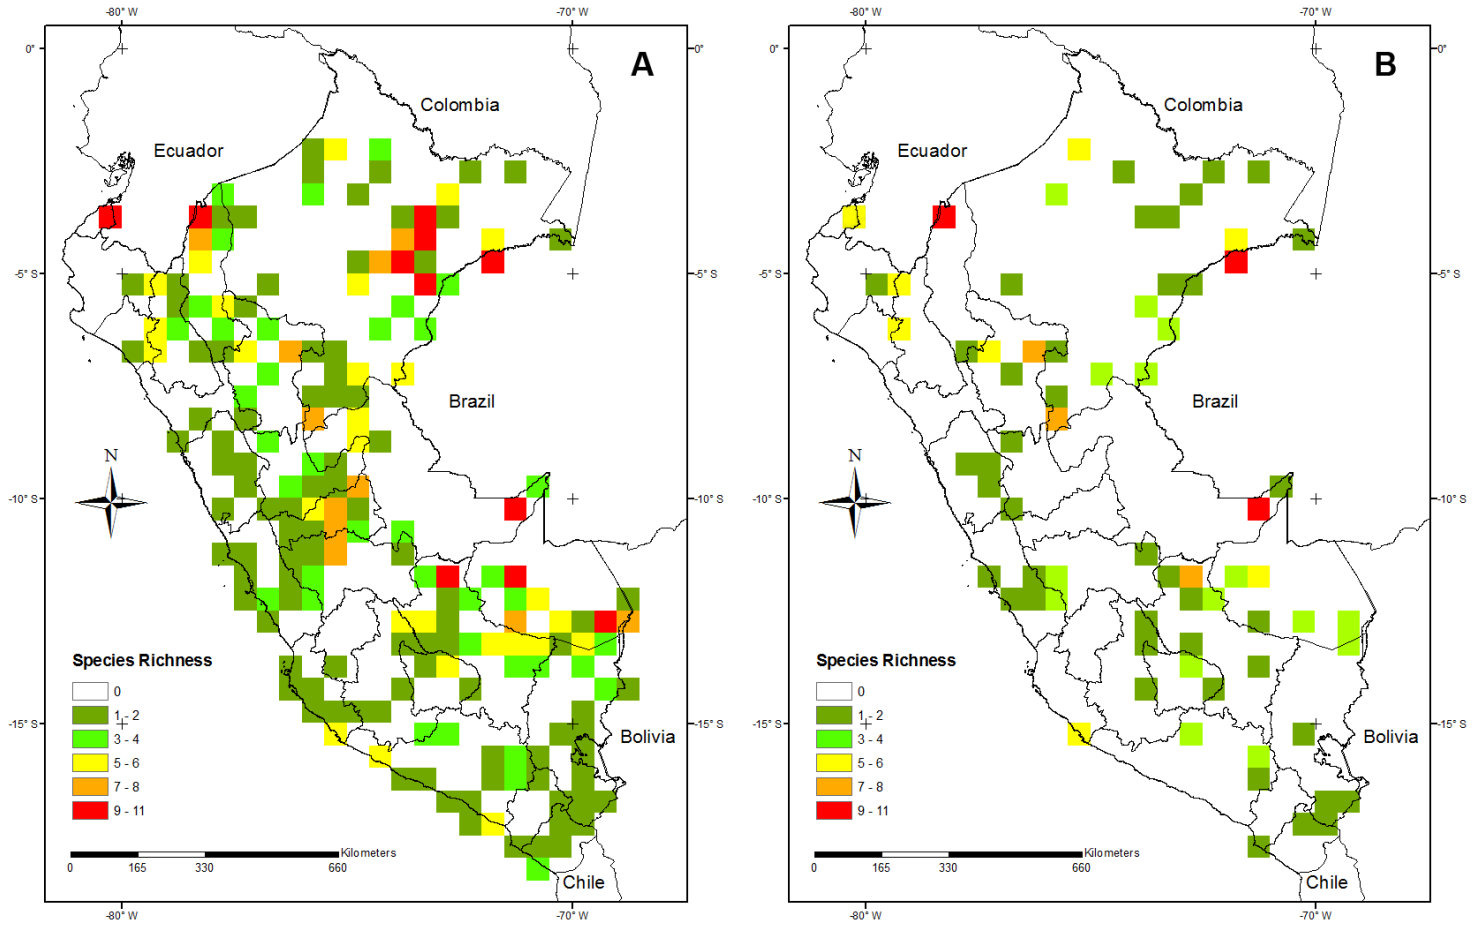 -80° W
-70° W
-80° W
-70° W
0°
A
0°
0°
B
0°
Colombia
Colombia
Ecuador
Ecuador
-5° S
-5° S
-5° S
-5° S
Brazil
Brazil
N
N
-10° S
-10° S
-10° S
-10° S
Species Richness
Species Richness
0
0
1 - 2
1 - 2
-15° S
-15° S
-15° S
-15° S
Bolivia
Bolivia
3 - 4
3 - 4
5 - 6
5 - 6
7 - 8
7 - 8
9 - 11
9 - 11
Kilometers
Kilometers
0 165 330 660
0 165 330 660
Chile
Chile
-80° W
-70° W
-80° W
-70° W